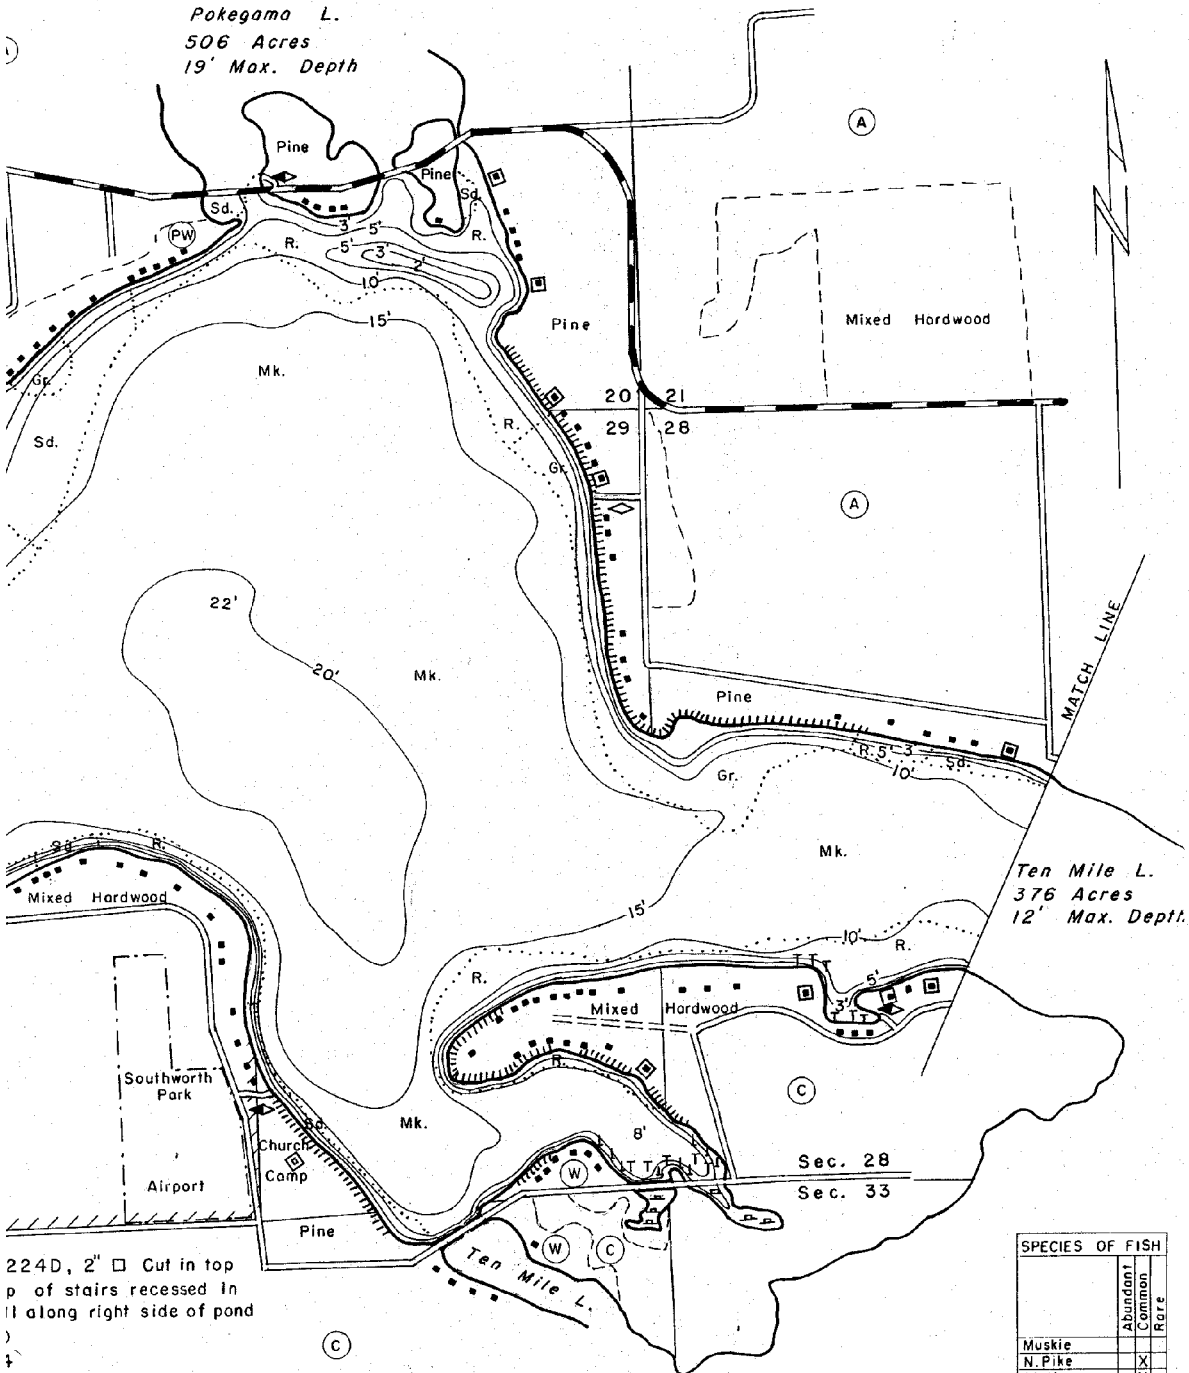 Pokegama L.
506 Acres
19' Max. Depth
A
Pine
Pine
Sd.
Sd.
PW
R.
3'
5'
R.
5'
3'
2'
10'
15'
Pine
Mixed Hardwood
Mk.
Gr.
Sd.
R.
20 21
29 28
Gr.
A
22'
20'
Mk.
MATCH LINE
Pine
R. 5' 3' Sd.
10'
Gr.
Mk.
Sd. R.
Mixed Hardwood
Ten Mile L.
376 Acres
12' Max. Depth
15'
10'
R.
R.
5'
3'
Mixed Hardwood
R.
Southworth
Park
C
Sd.
Mk.
8'
Church
Camp
Airport
W
Sec. 28
Sec. 33
Pine
W
C
Ten Mile L.
224D, 2" □ Cut in top
p of stairs recessed in
ll along right side of pond
C
SPECIES OF FISH
Abundant
Common
Rare
Muskie
N. Pike X